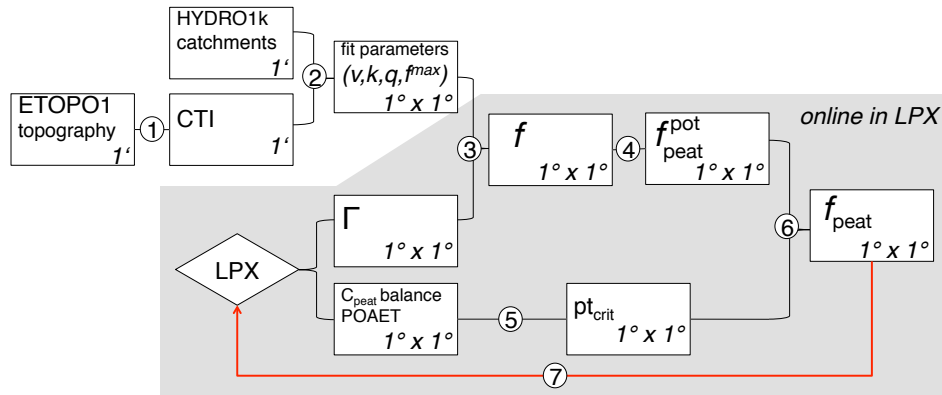 HYDRO1k
catchments
1‘
2
fit parameters
(v,k,q,fmax)
1° x 1°
ETOPO1
topography
1‘
1
CTI
1‘
online in LPX
3
f
1° x 1°
4
fpot
peat
1° x 1°
Γ
1° x 1°
6
fpeat
1° x 1°
LPX
Cpeat balance
POAET
1° x 1°
5
ptcrit
1° x 1°
7